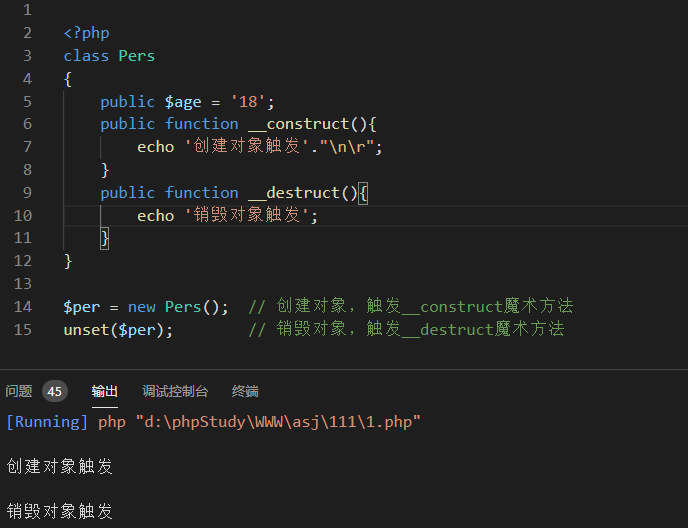 1
2 <?php
3 class Pers
4 {
5 public $age = '18';
6 public function __construct(){
7 echo '创建对象触发'."\n\r";
8 }
9 public function __destruct(){
10 echo '销毁对象触发';
11 }
12 }
13
14 $per = new Pers(); // 创建对象，触发__construct魔术方法
15 unset($per); // 销毁对象，触发__destruct魔术方法
问题 45 输出 调试控制台 终端
[Running] php "d:\phpStudy\WWW\asj\111\1.php"
创建对象触发
销毁对象触发